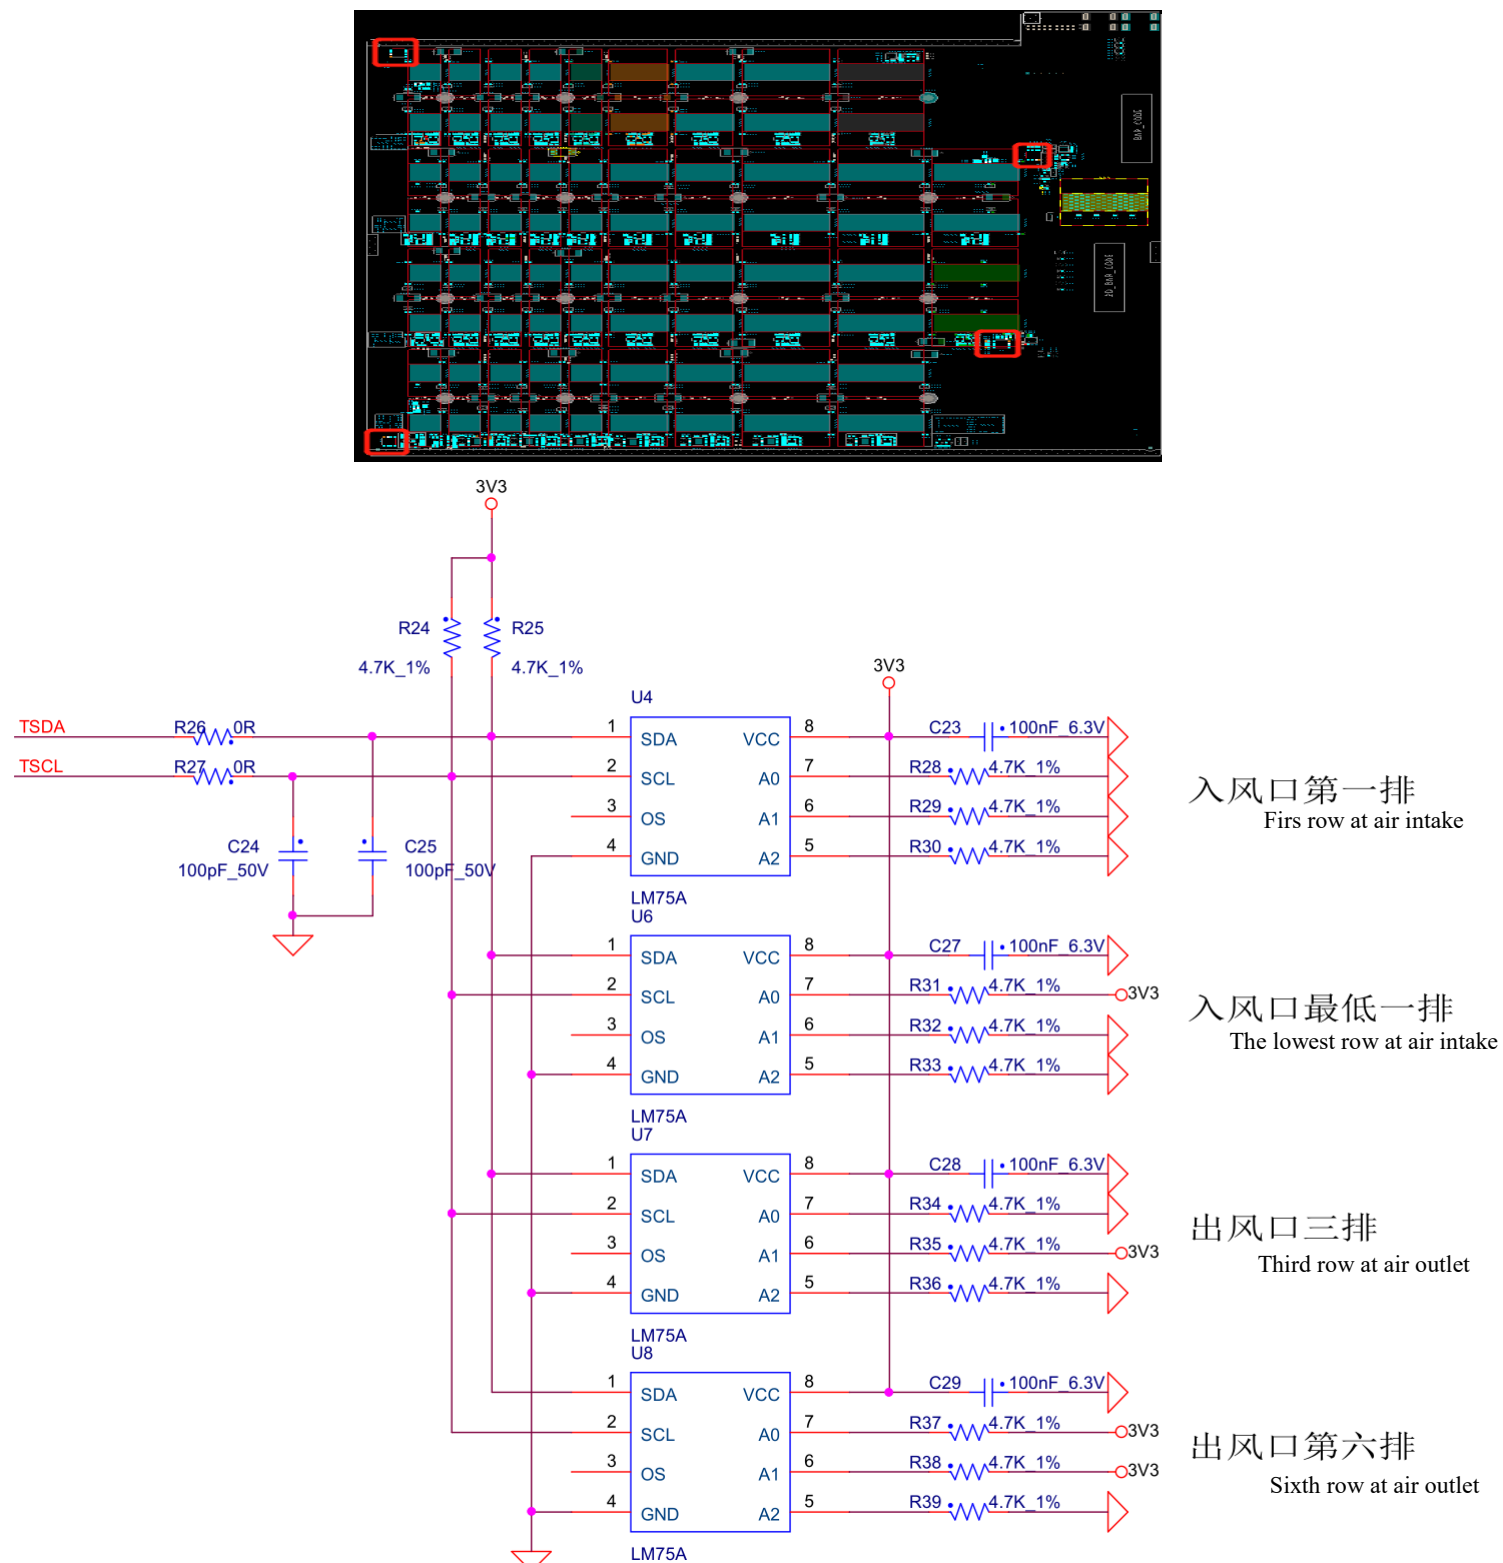 BAR_CODE
2D_BAR_CODE
3V3
R24
R25
4.7K_1%
4.7K_1%
3V3
U4
TSDA
R26 0R
1
SDA
VCC
8
C23
100nF_6.3V
TSCL
R27 0R
2
SCL
A0
7
R28
4.7K_1%
3
OS
A1
6
R29
4.7K_1%
入风口第一排
Firs row at air intake
C24
100pF_50V
C25
100pF_50V
4
GND
A2
5
R30
4.7K_1%
LM75A
U6
1
SDA
VCC
8
C27
100nF_6.3V
2
SCL
A0
7
R31
4.7K_1%
3V3
3
OS
A1
6
R32
4.7K_1%
入风口最低一排
The lowest row at air intake
4
GND
A2
5
R33
4.7K_1%
LM75A
U7
1
SDA
VCC
8
C28
100nF_6.3V
2
SCL
A0
7
R34
4.7K_1%
3
OS
A1
6
R35
4.7K_1%
3V3
出风口三排
Third row at air outlet
4
GND
A2
5
R36
4.7K_1%
LM75A
U8
1
SDA
VCC
8
C29
100nF_6.3V
2
SCL
A0
7
R37
4.7K_1%
3V3
3
OS
A1
6
R38
4.7K_1%
3V3
出风口第六排
Sixth row at air outlet
4
GND
A2
5
R39
4.7K_1%
LM75A